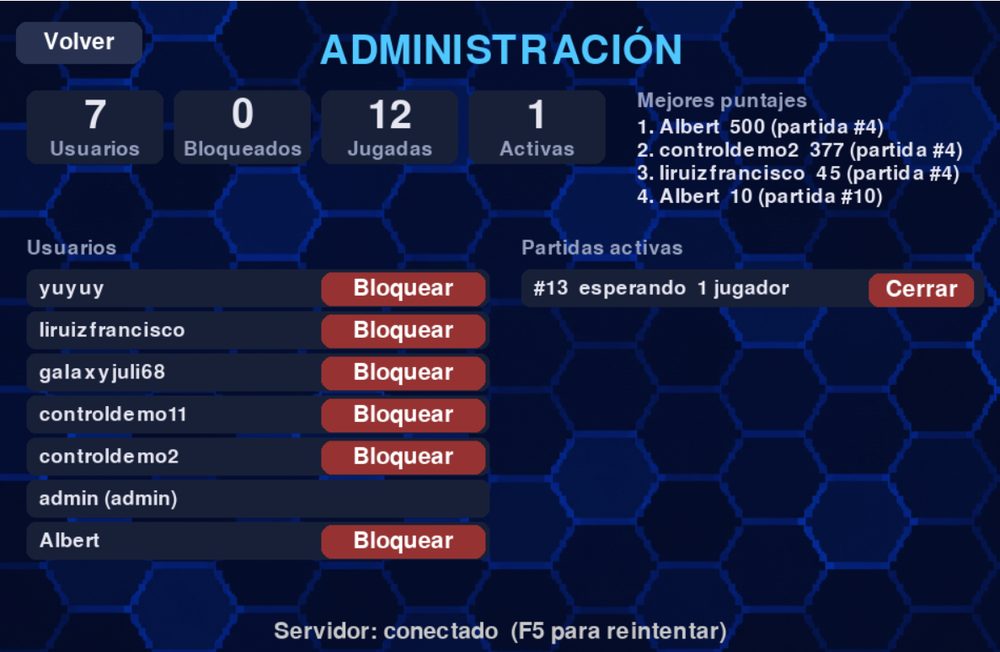 Volver
ADMINISTRACIÓN
7
Usuarios
0
Bloqueados
12
Jugadas
1
Activas
Mejores puntajes
1. Albert 500 (partida #4)
2. controldemo2 377 (partida #4)
3. liruizfrancisco 45 (partida #4)
4. Albert 10 (partida #10)
Usuarios
yuyuy Bloquear
liruizfrancisco Bloquear
galaxyjuli68 Bloquear
controldemo11 Bloquear
controldemo2 Bloquear
admin (admin)
Albert Bloquear
Partidas activas
#13 esperando 1 jugador Cerrar
Servidor: conectado (F5 para reintentar)